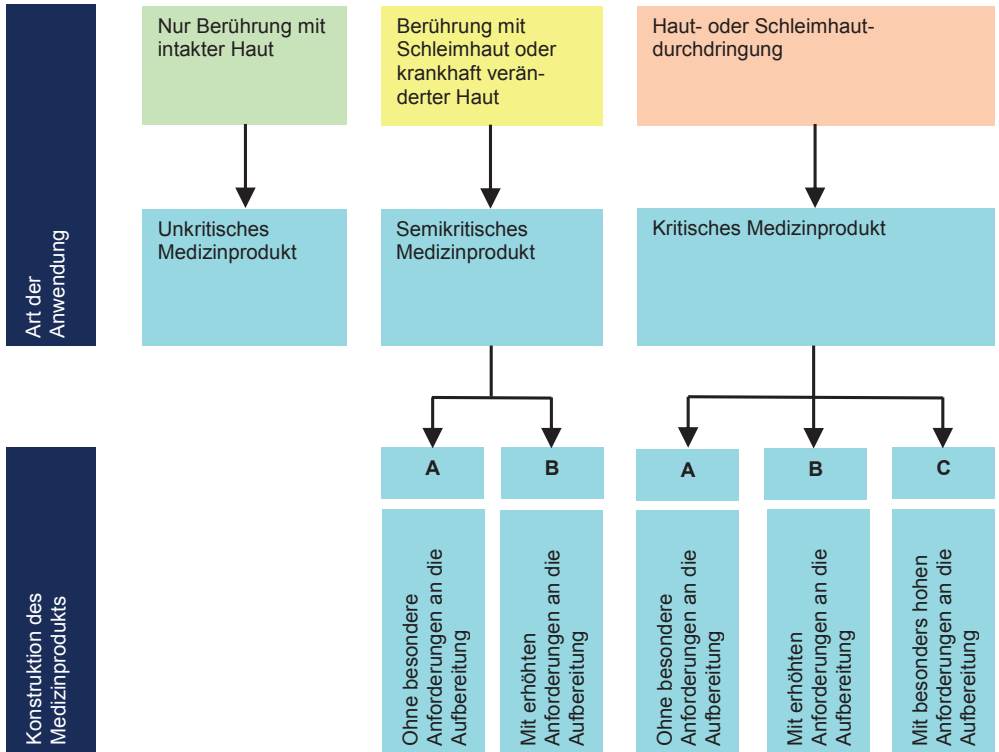 Nur Berührung mit
intakter Haut
Berührung mit
Schleimhaut oder
krankhaft verän-
derter Haut
Haut- oder Schleimhaut-
durchdringung
Art der
Anwendung
Unkritisches
Medizinprodukt
Semikritisches
Medizinprodukt
Kritisches Medizinprodukt
Konstruktion des
Medizinprodukts
A
B
A
B
C
Ohne besondere
Anforderungen an die
Aufbereitung
Mit erhöhten
Anforderungen an die
Aufbereitung
Ohne besondere
Anforderungen an die
Aufbereitung
Mit erhöhten
Anforderungen an die
Aufbereitung
Mit besonders hohen
Anforderungen an die
Aufbereitung